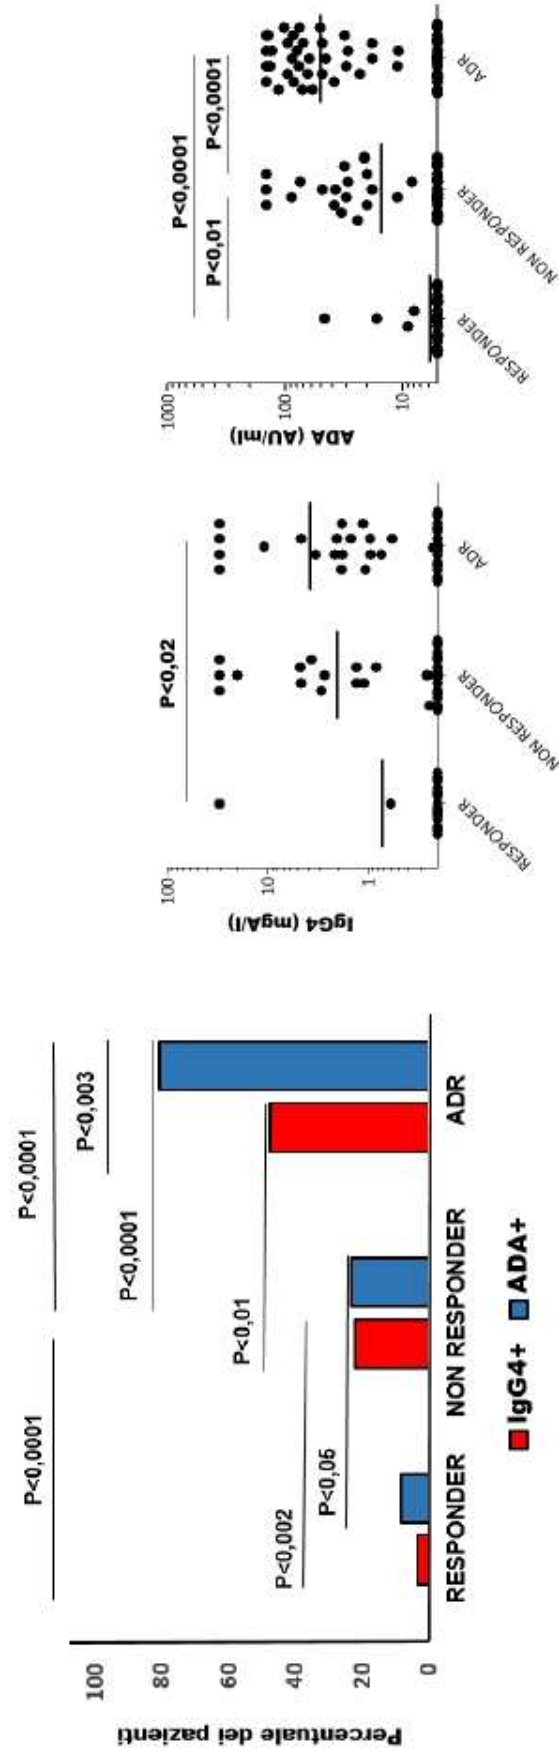 Percentuale dei pazienti
100
80
60
40
20
0
P<0,0001
P<0,0001
P<0,003
P<0,0001
P<0,01
P<0,002
P<0,05
RESPONDER
NON RESPONDER
ADR
IgG4+
ADA+
IgG4 (mgA/l)
100
10
1
P<0,02
RESPONDER
NON RESPONDER
ADR
ADA (AU/ml)
1000
100
10
P<0,0001
P<0,01
P<0,0001
RESPONDER
NON RESPONDER
ADR